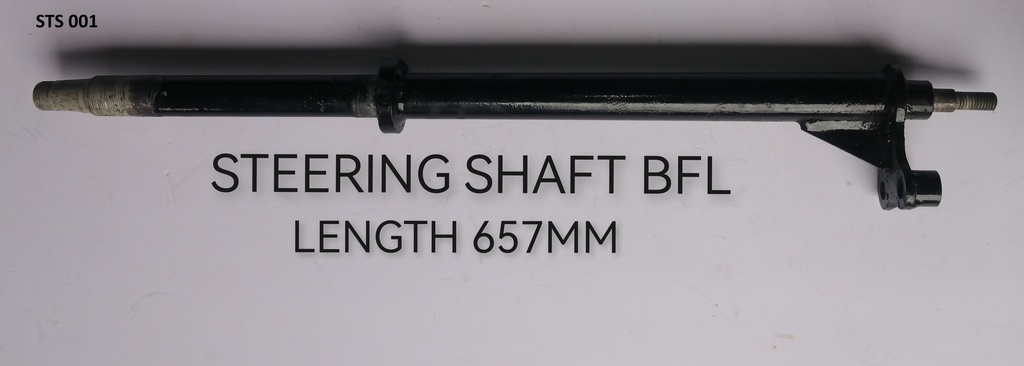 STS 001
STEERING SHAFT BFL
LENGTH 657MM